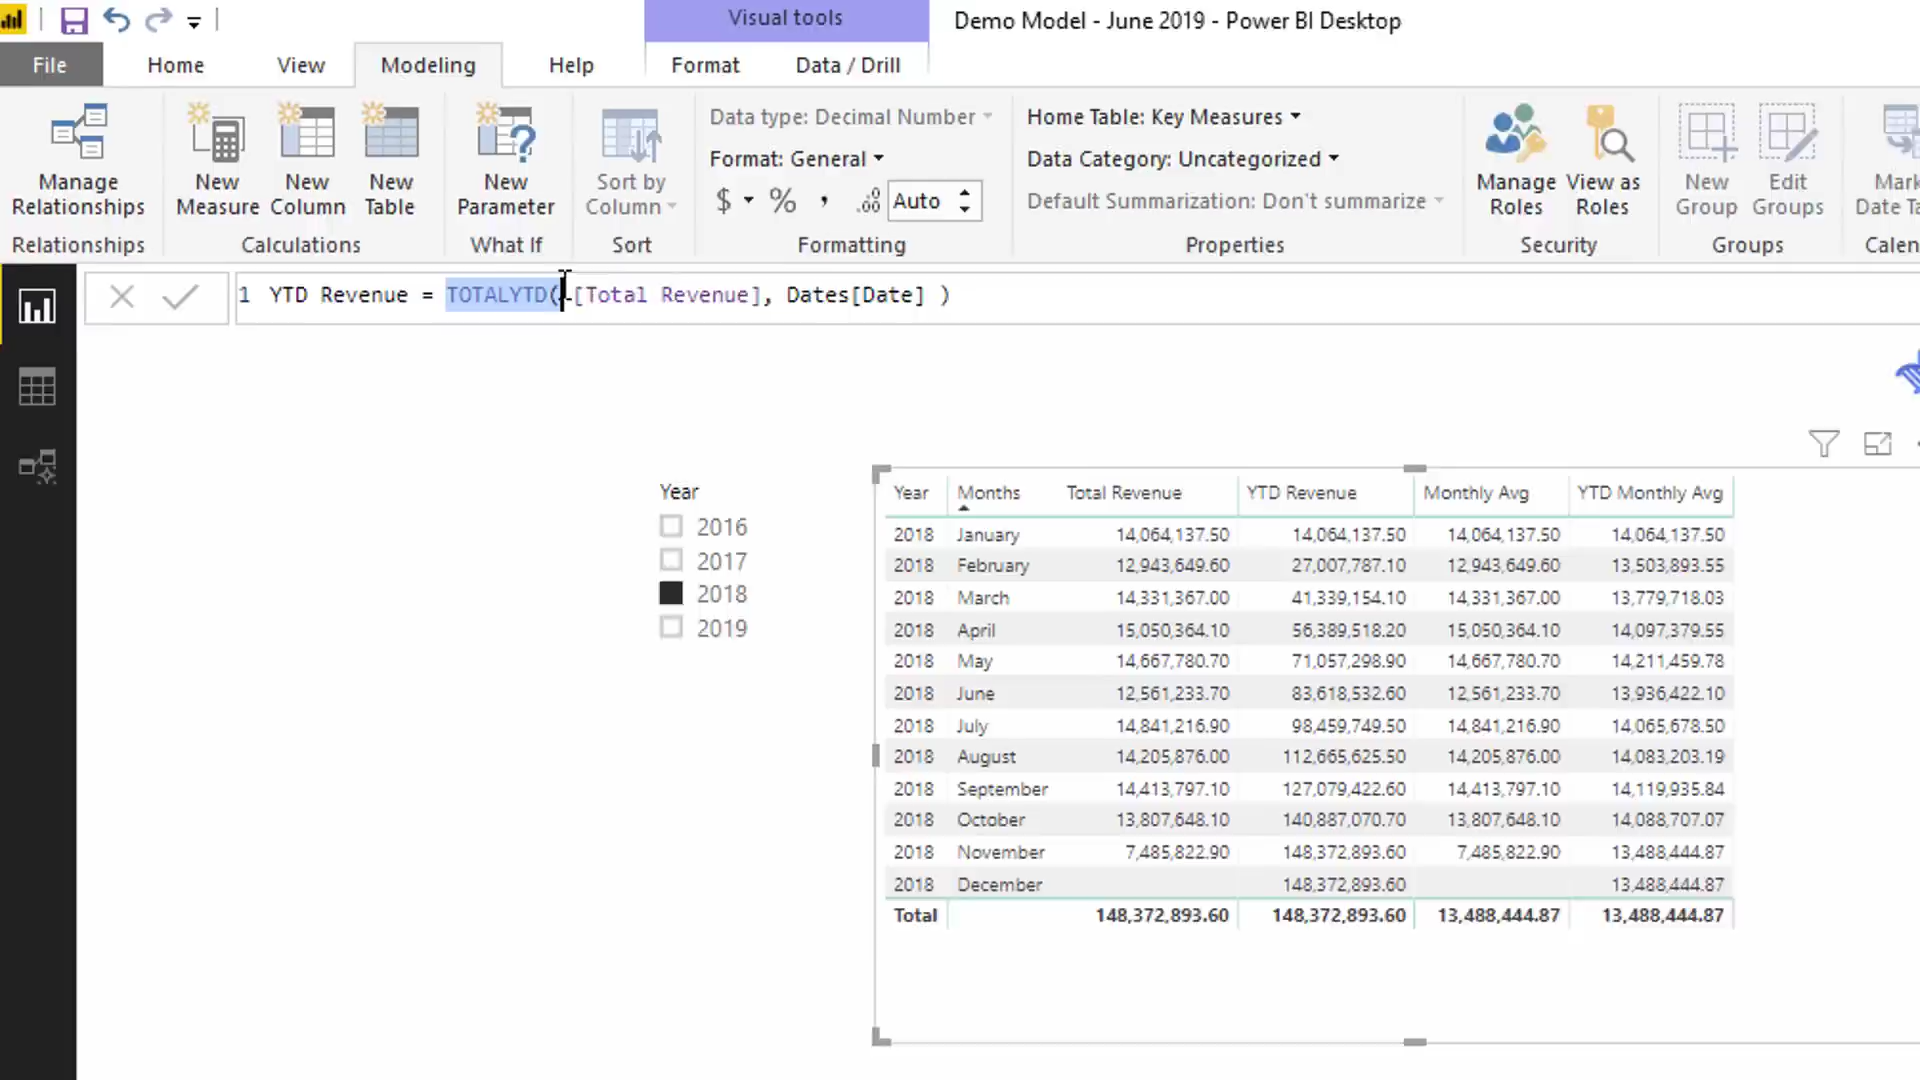 Visual tools
Demo Model - June 2019 - Power BI Desktop
File Home View Modeling Help Format Data / Drill
Manage Relationships
New Measure
New Column
New Table
New Parameter
Sort by Column
Data type: Decimal Number
Format: General
$ % , .00 Auto
Home Table: Key Measures
Data Category: Uncategorized
Default Summarization: Don't summarize
Manage Roles
View as Roles
New Group
Edit Groups
Mark
Date Ta
Relationships Calculations What If Sort Formatting Properties Security Groups Calen
1 YTD Revenue = TOTALYTD( [Total Revenue], Dates[Date] )
Year
2016
2017
2018
2019
Year Months Total Revenue YTD Revenue Monthly Avg YTD Monthly Avg
2018 January 14,064,137.50 14,064,137.50 14,064,137.50 14,064,137.50
2018 February 12,943,649.60 27,007,787.10 12,943,649.60 13,503,893.55
2018 March 14,331,367.00 41,339,154.10 14,331,367.00 13,779,718.03
2018 April 15,050,364.10 56,389,518.20 15,050,364.10 14,097,379.55
2018 May 14,667,780.70 71,057,298.90 14,667,780.70 14,211,459.78
2018 June 12,561,233.70 83,618,532.60 12,561,233.70 13,936,422.10
2018 July 14,841,216.90 98,459,749.50 14,841,216.90 14,065,678.50
2018 August 14,205,876.00 112,665,625.50 14,205,876.00 14,083,203.19
2018 September 14,413,797.10 127,079,422.60 14,413,797.10 14,119,935.84
2018 October 13,807,648.10 140,887,070.70 13,807,648.10 14,088,707.07
2018 November 7,485,822.90 148,372,893.60 7,485,822.90 13,488,444.87
2018 December 148,372,893.60 13,488,444.87
Total 148,372,893.60 148,372,893.60 13,488,444.87 13,488,444.87